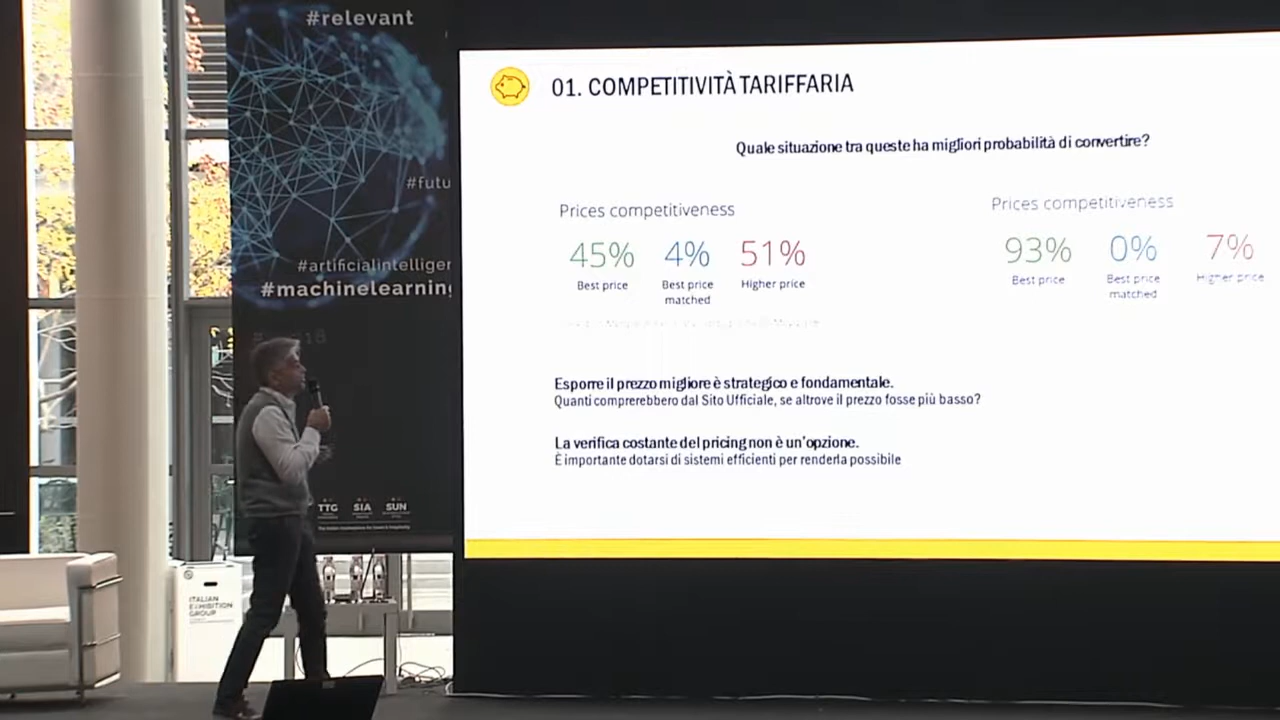 #relevant
#futu
#artificialintelligen
#machinelearning
TTG SIA SUN
ITALIAN
EXHIBITION
GROUP
01. COMPETITIVITÀ TARIFFARIA
Quale situazione tra queste ha migliori probabilità di convertire?
Prices competitiveness
45% 4% 51%
Best price Best price Higher price
matched
Prices competitiveness
93% 0% 7%
Best price Best price Higher price
matched
Esporre il prezzo migliore è strategico e fondamentale.
Quanti comprerebbero dal Sito Ufficiale, se altrove il prezzo fosse più basso?
La verifica costante del pricing non è un'opzione.
È importante dotarsi di sistemi efficienti per renderla possibile